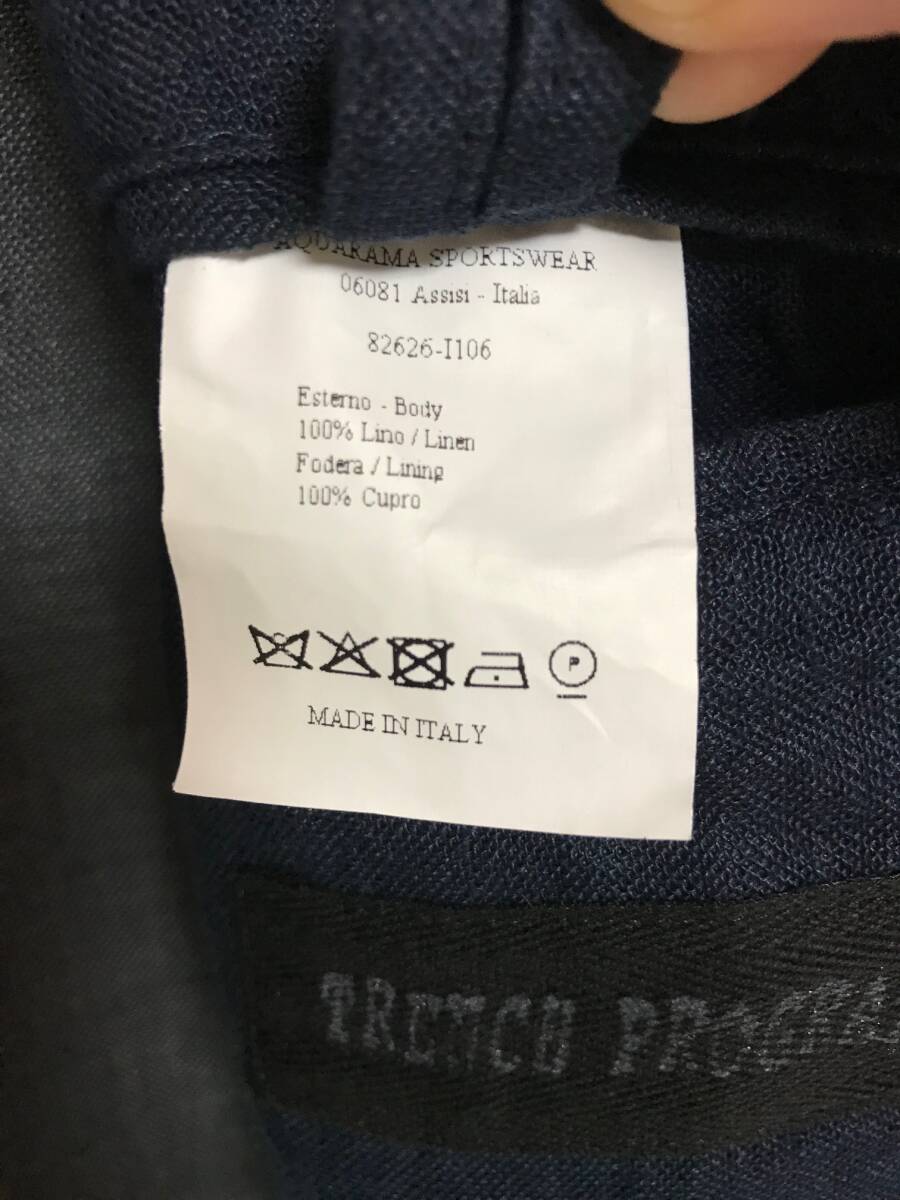 AQUARAMA SPORTSWEAR
06081 Assisi - Italia
82626-I106
Esterno - Body
100% Lino / Linen
Fodera / Lining
100% Cupro
P
MADE IN ITALY
TRENCH